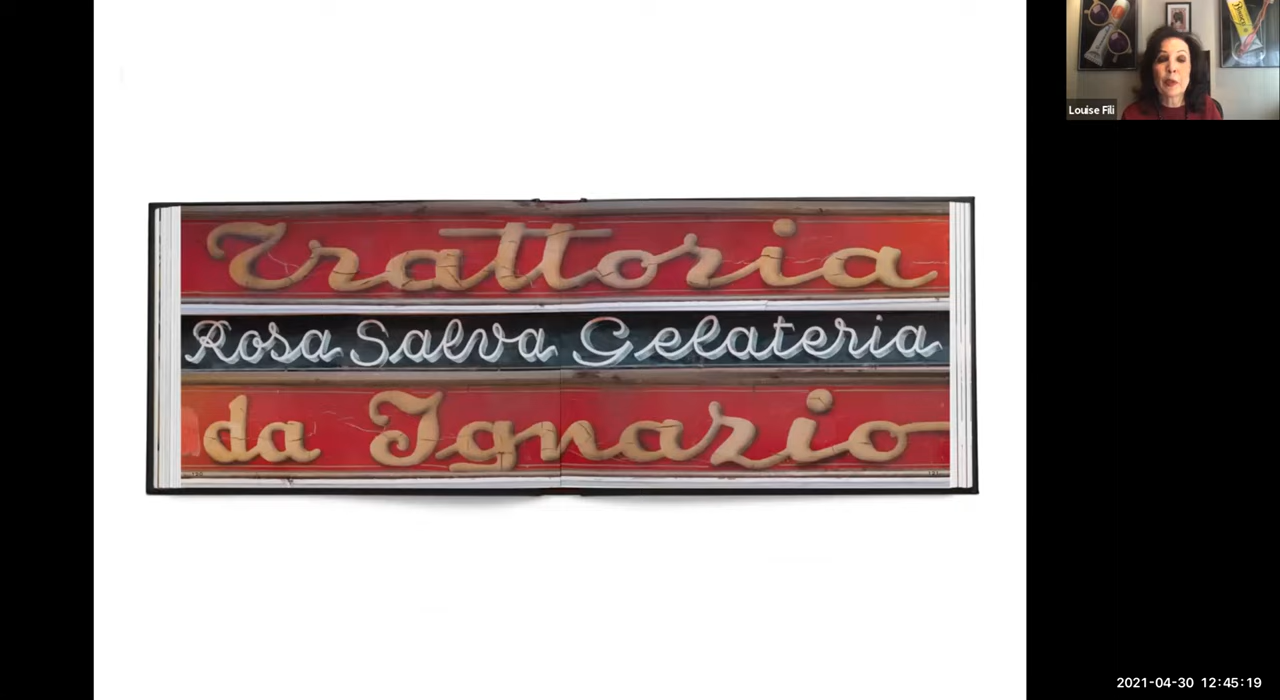 Trattoria
Rosa Salva Gelateria
da Ignazio
Louise Fili
2021-04-30 12:45:19